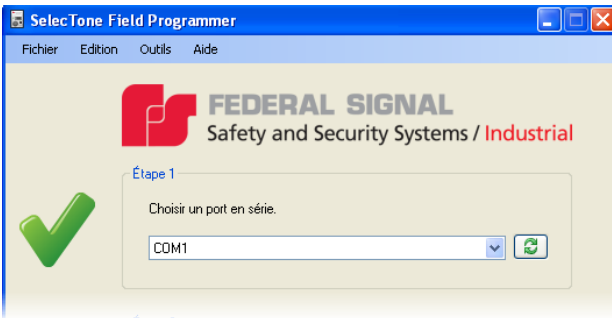 SelecTone Field Programmer
Fichier Edition Outils Aide
FEDERAL SIGNAL
Safety and Security Systems / Industrial
Étape 1
Choisir un port en série.
COM1